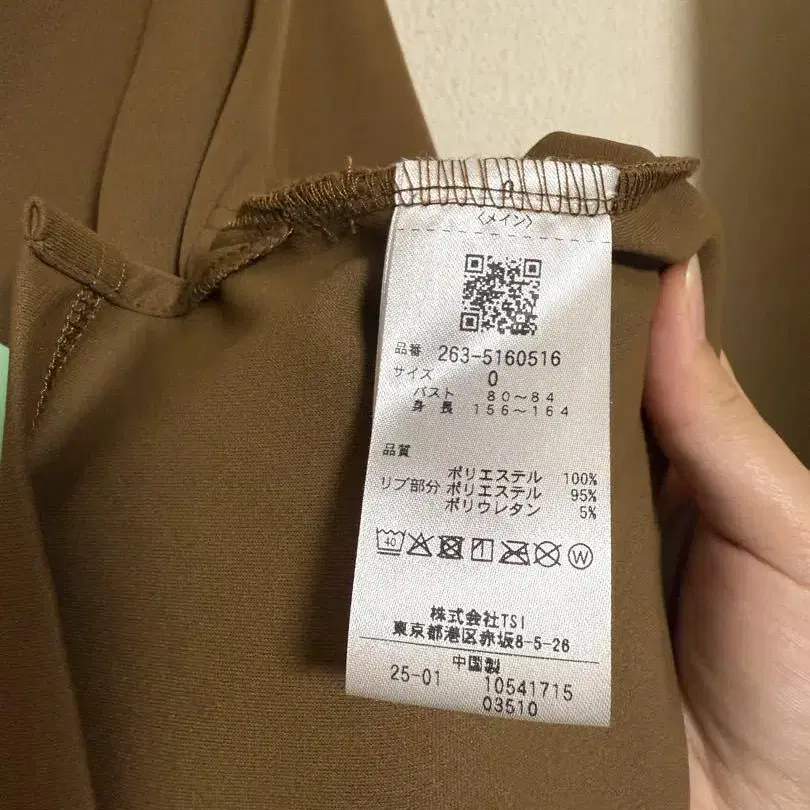 〈メイン〉
品番 263-5160516
サイズ 0
バスト 80～84
身長 156～164
品質
ポリエステル 100%
リブ部分 ポリエステル 95%
ポリウレタン 5%
40 W
株式会社TSI
東京都港区赤坂8-5-26
中国製
25-01 10541715
03510